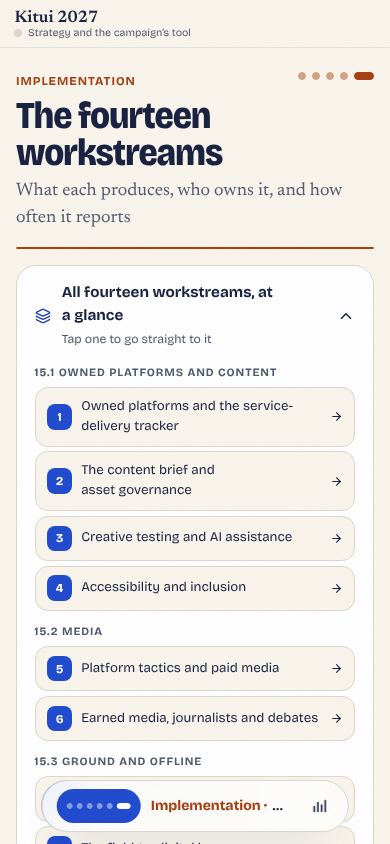 Kitui 2027
Strategy and the campaign's tool
IMPLEMENTATION
The fourteen
workstreams
What each produces, who owns it, and how
often it reports
All fourteen workstreams, at
a glance
Tap one to go straight to it
15.1 OWNED PLATFORMS AND CONTENT
1 Owned platforms and the service-
delivery tracker
2 The content brief and
asset governance
3 Creative testing and AI assistance
4 Accessibility and inclusion
15.2 MEDIA
5 Platform tactics and paid media
6 Earned media, journalists and debates
15.3 GROUND AND OFFLINE
Implementation · ...